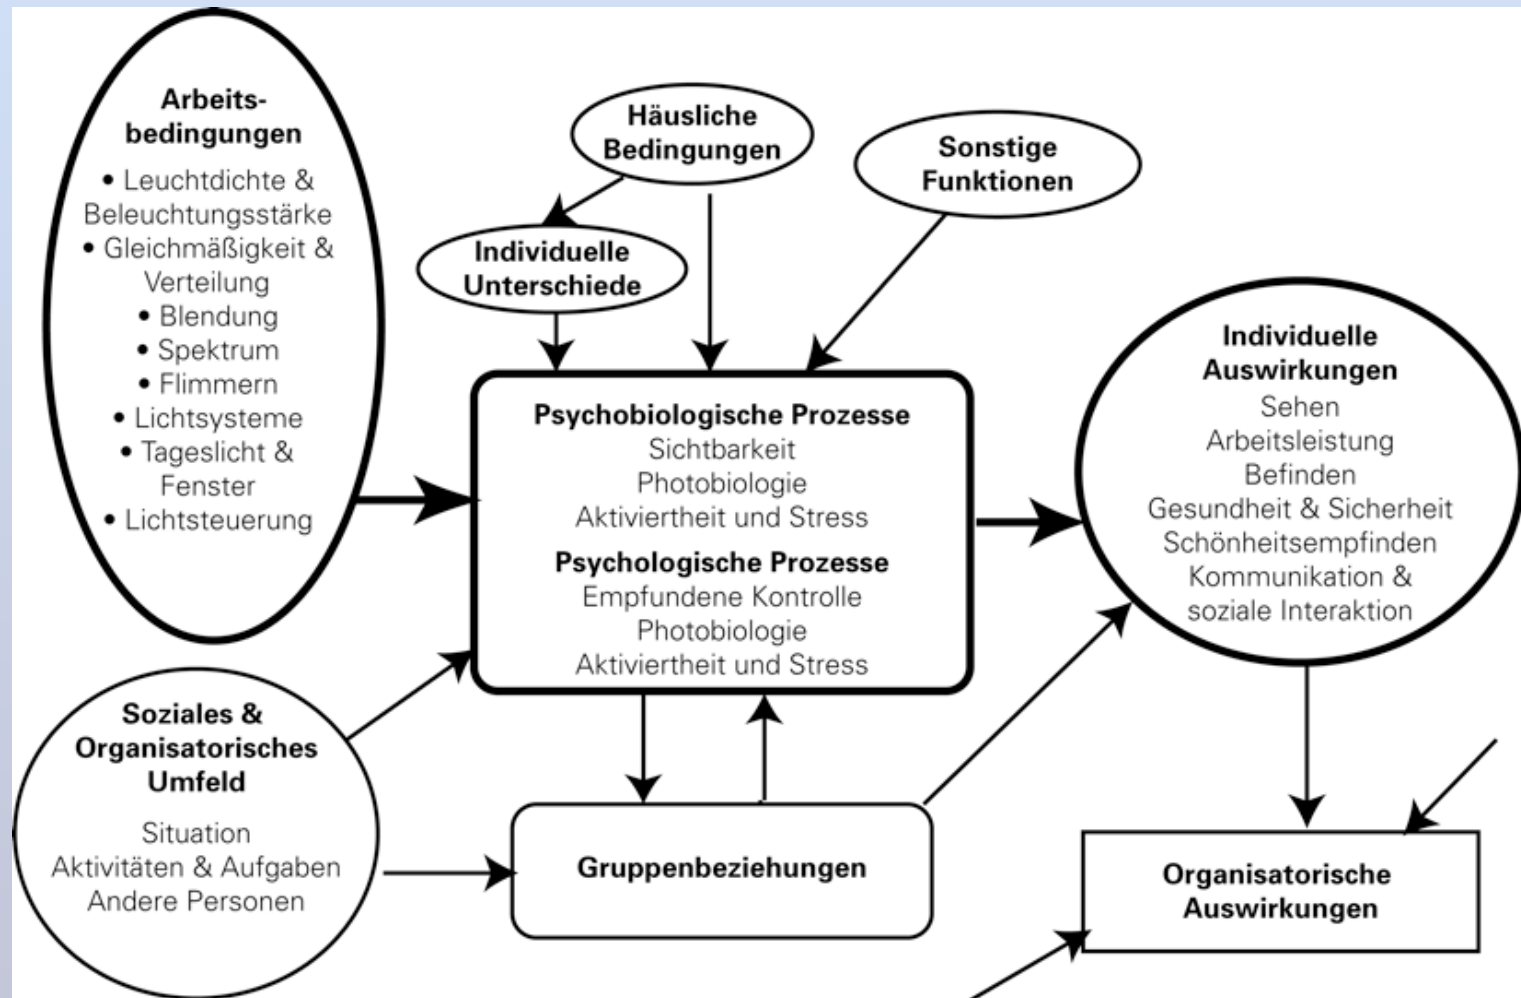 Arbeits-
bedingungen
• Leuchtdichte &
Beleuchtungsstärke
• Gleichmäßigkeit &
Verteilung
• Blendung
• Spektrum
• Flimmern
• Lichtsysteme
• Tageslicht &
Fenster
• Lichtsteuerung
Häusliche
Bedingungen
Sonstige
Funktionen
Individuelle
Unterschiede
Psychobiologische Prozesse
Sichtbarkeit
Photobiologie
Aktiviertheit und Stress
Psychologische Prozesse
Empfundene Kontrolle
Photobiologie
Aktiviertheit und Stress
Individuelle
Auswirkungen
Sehen
Arbeitsleistung
Befinden
Gesundheit & Sicherheit
Schönheitsempfinden
Kommunikation &
soziale Interaktion
Soziales &
Organisatorisches
Umfeld
Situation
Aktivitäten & Aufgaben
Andere Personen
Gruppenbeziehungen
Organisatorische
Auswirkungen